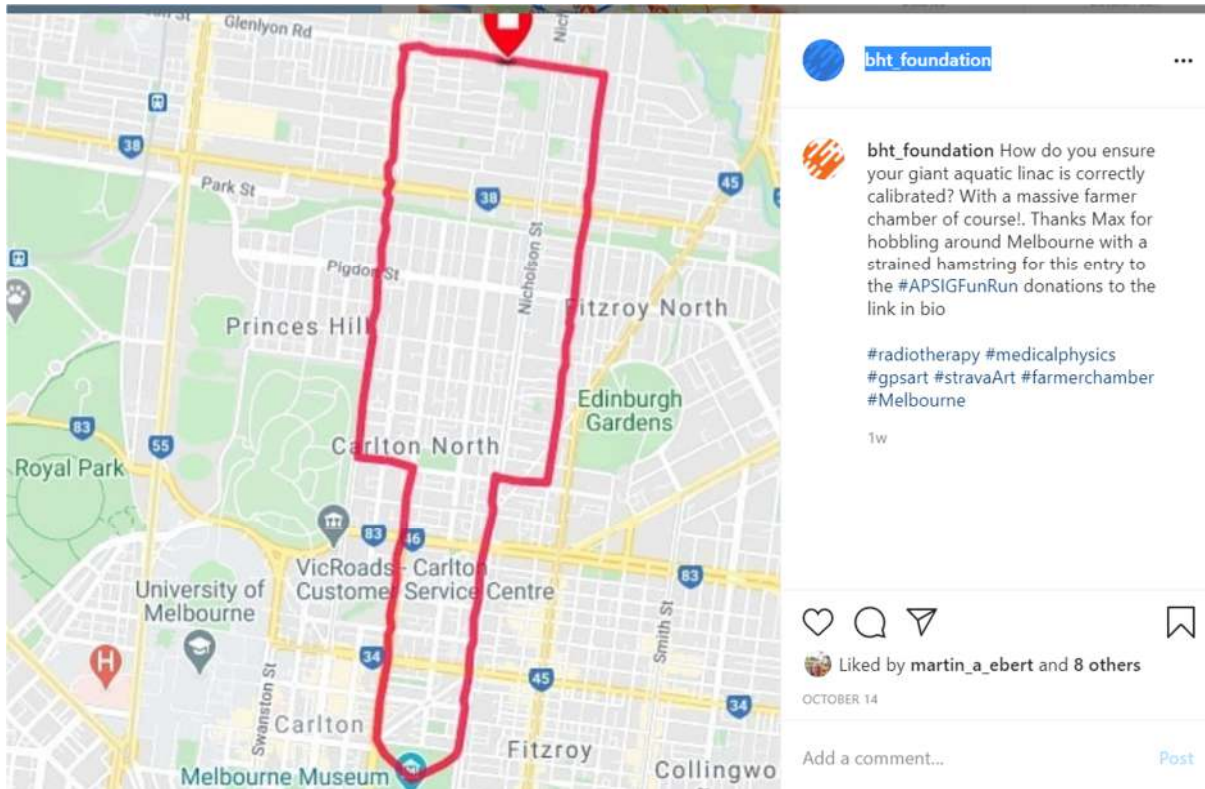 Glenlyon Rd
38
Park St
38
45
Pigdon St
Nicholson St
Fitzroy North
Princes Hill
Edinburgh
Gardens
83
55
Carlton North
Royal Park
83
46
VicRoads - Carlton
Customer Service Centre
83
University of
Melbourne
Smith St
34
45
34
H
Swanston St
Carlton
Fitzroy
Melbourne Museum
Collingwo
bht_foundation
bht_foundation How do you ensure
your giant aquatic linac is correctly
calibrated? With a massive farmer
chamber of course!. Thanks Max for
hobbling around Melbourne with a
strained hamstring for this entry to
the #APSIGFunRun donations to the
link in bio
#radiotherapy #medicalphysics
#gpsart #stravaArt #farmerchamber
#Melbourne
1w
Liked by martin_a_ebert and 8 others
OCTOBER 14
Add a comment...
Post